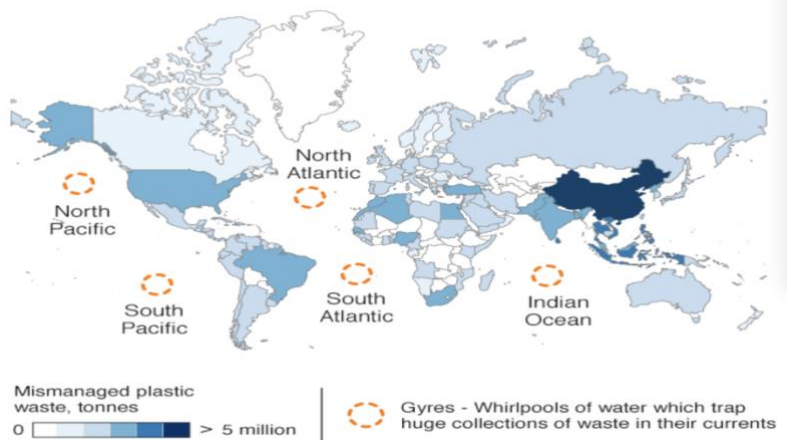 North
Atlantic
North
Pacific
South
Pacific
South
Atlantic
Indian
Ocean
Mismanaged plastic
waste, tonnes
0 > 5 million
Gyres - Whirlpools of water which trap
huge collections of waste in their currents